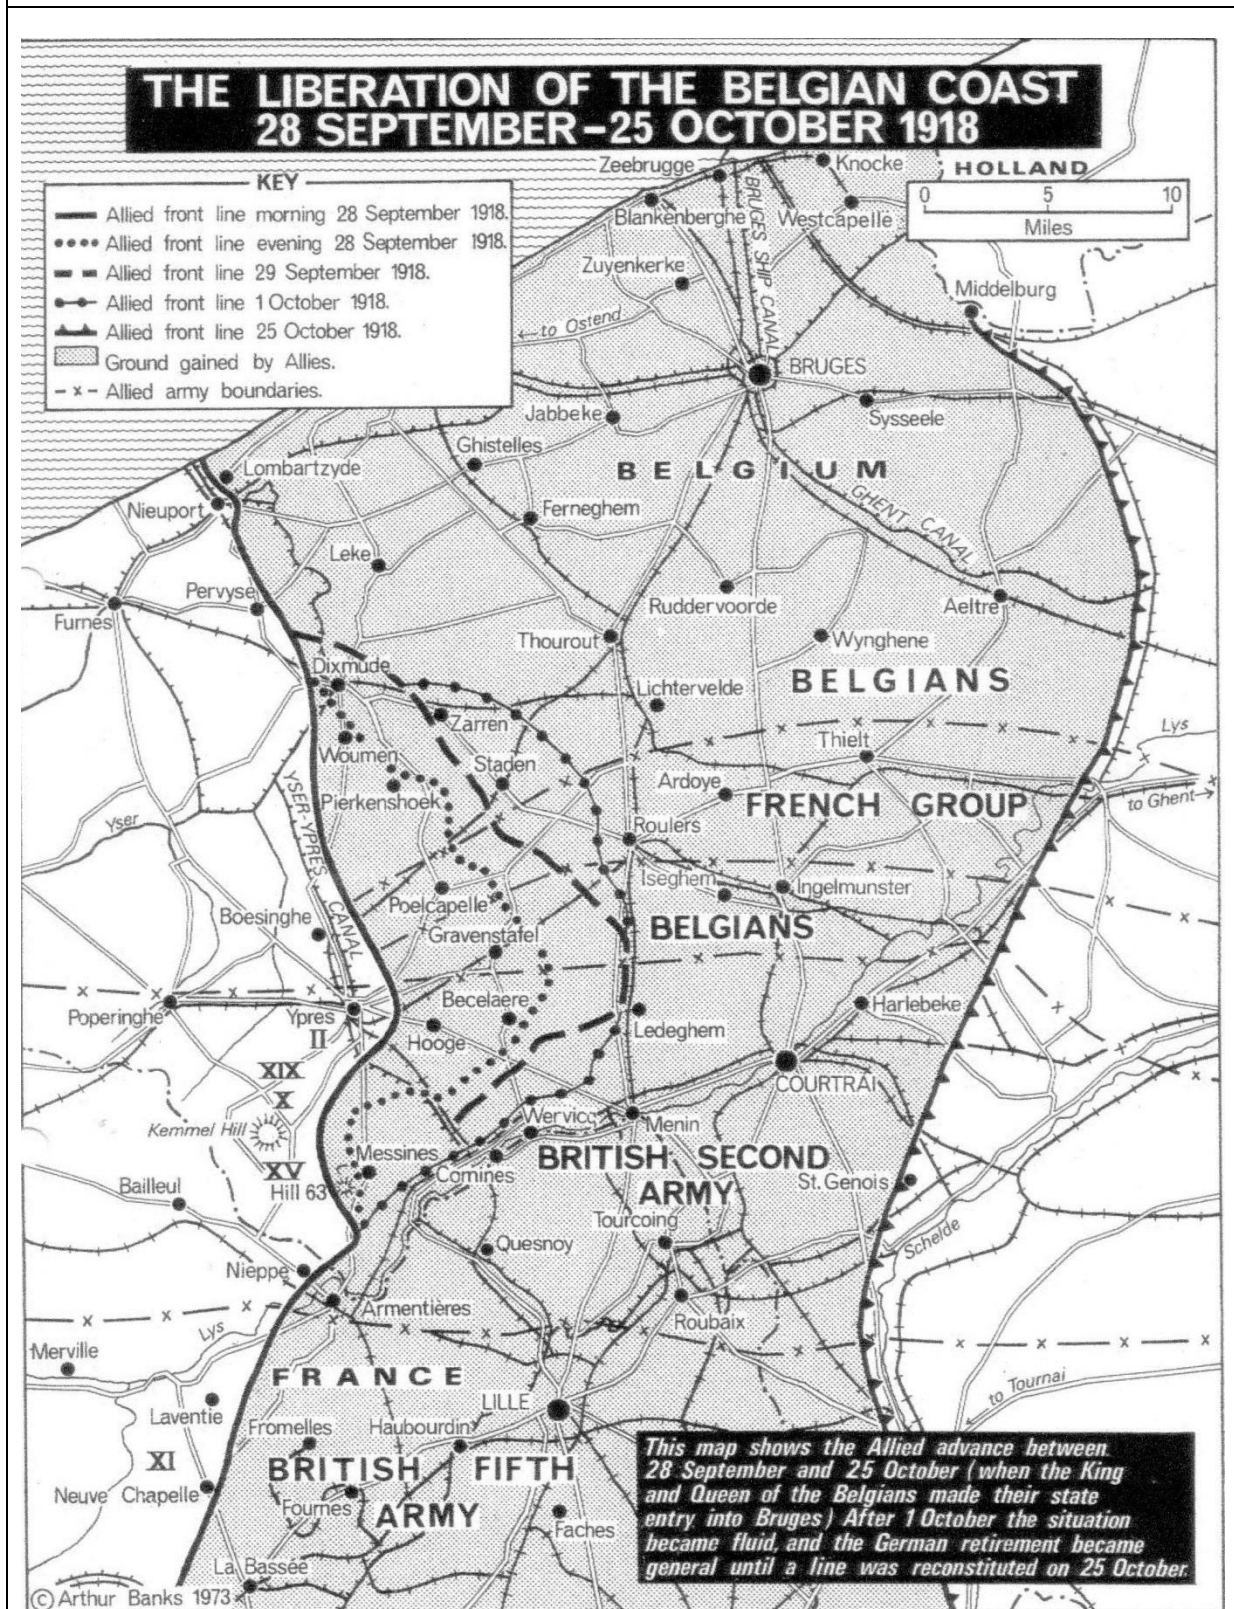 THE LIBERATION OF THE BELGIAN COAST
28 SEPTEMBER-25 OCTOBER 1918
KEY
Allied front line morning 28 September 1918.
Allied front line evening 28 September 1918.
Allied front line 29 September 1918.
Allied front line 1 October 1918.
Allied front line 25 October 1918.
Ground gained by Allies.
- x - Allied army boundaries.
HOLLAND
0 5 10
Miles
Zeebrugge
Knocke
Blankenberghe
BRUGES SHIP CANAL
Westcapelle
Zuyenkerke
Middelburg
← to Ostend
BRUGES
Jabbeke
Sysseele
Ghistelles
BELGIUM
Lombartzyde
Nieuport
Ferneghem
GHENT CANAL
Leke
Pervyse
Ruddervoorde
Aeltre
Furnes
Thourout
Wynghene
Dixmude
Lichtervelde
BELGIANS
Zarren
Woumen
Staden
Thielt
Lys
YSER-YPRES CANAL
Pierkenshoek
Ardoye
FRENCH GROUP
to Ghent →
Yser
Roulers
Iseghem
Ingelmunster
Poelcapelle
Boesinghe
Gravenstafel
BELGIANS
Becelaere
Harlebeke
Poperinghe
Ypres
II
Hooge
Ledeghem
XIX
COURTRAI
X
Kemmel Hill
Wervicq
Menin
Messines
XV
Comines
BRITISH SECOND
ARMY
Hill 63
St. Genois
Bailleul
Tourcoing
Quesnoy
Schelde
Nieppe
Armentières
Roubaix
Lys
Merville
FRANCE
to Tournai
Laventie
LILLE
Fromelles
Haubourdin
XI
BRITISH FIFTH
ARMY
Neuve Chapelle
Fournes
Faches
La Bassée
This map shows the Allied advance between
28 September and 25 October (when the King
and Queen of the Belgians made their state
entry into Bruges) After 1 October the situation
became fluid, and the German retirement became
general until a line was reconstituted on 25 October.
© Arthur Banks 1973